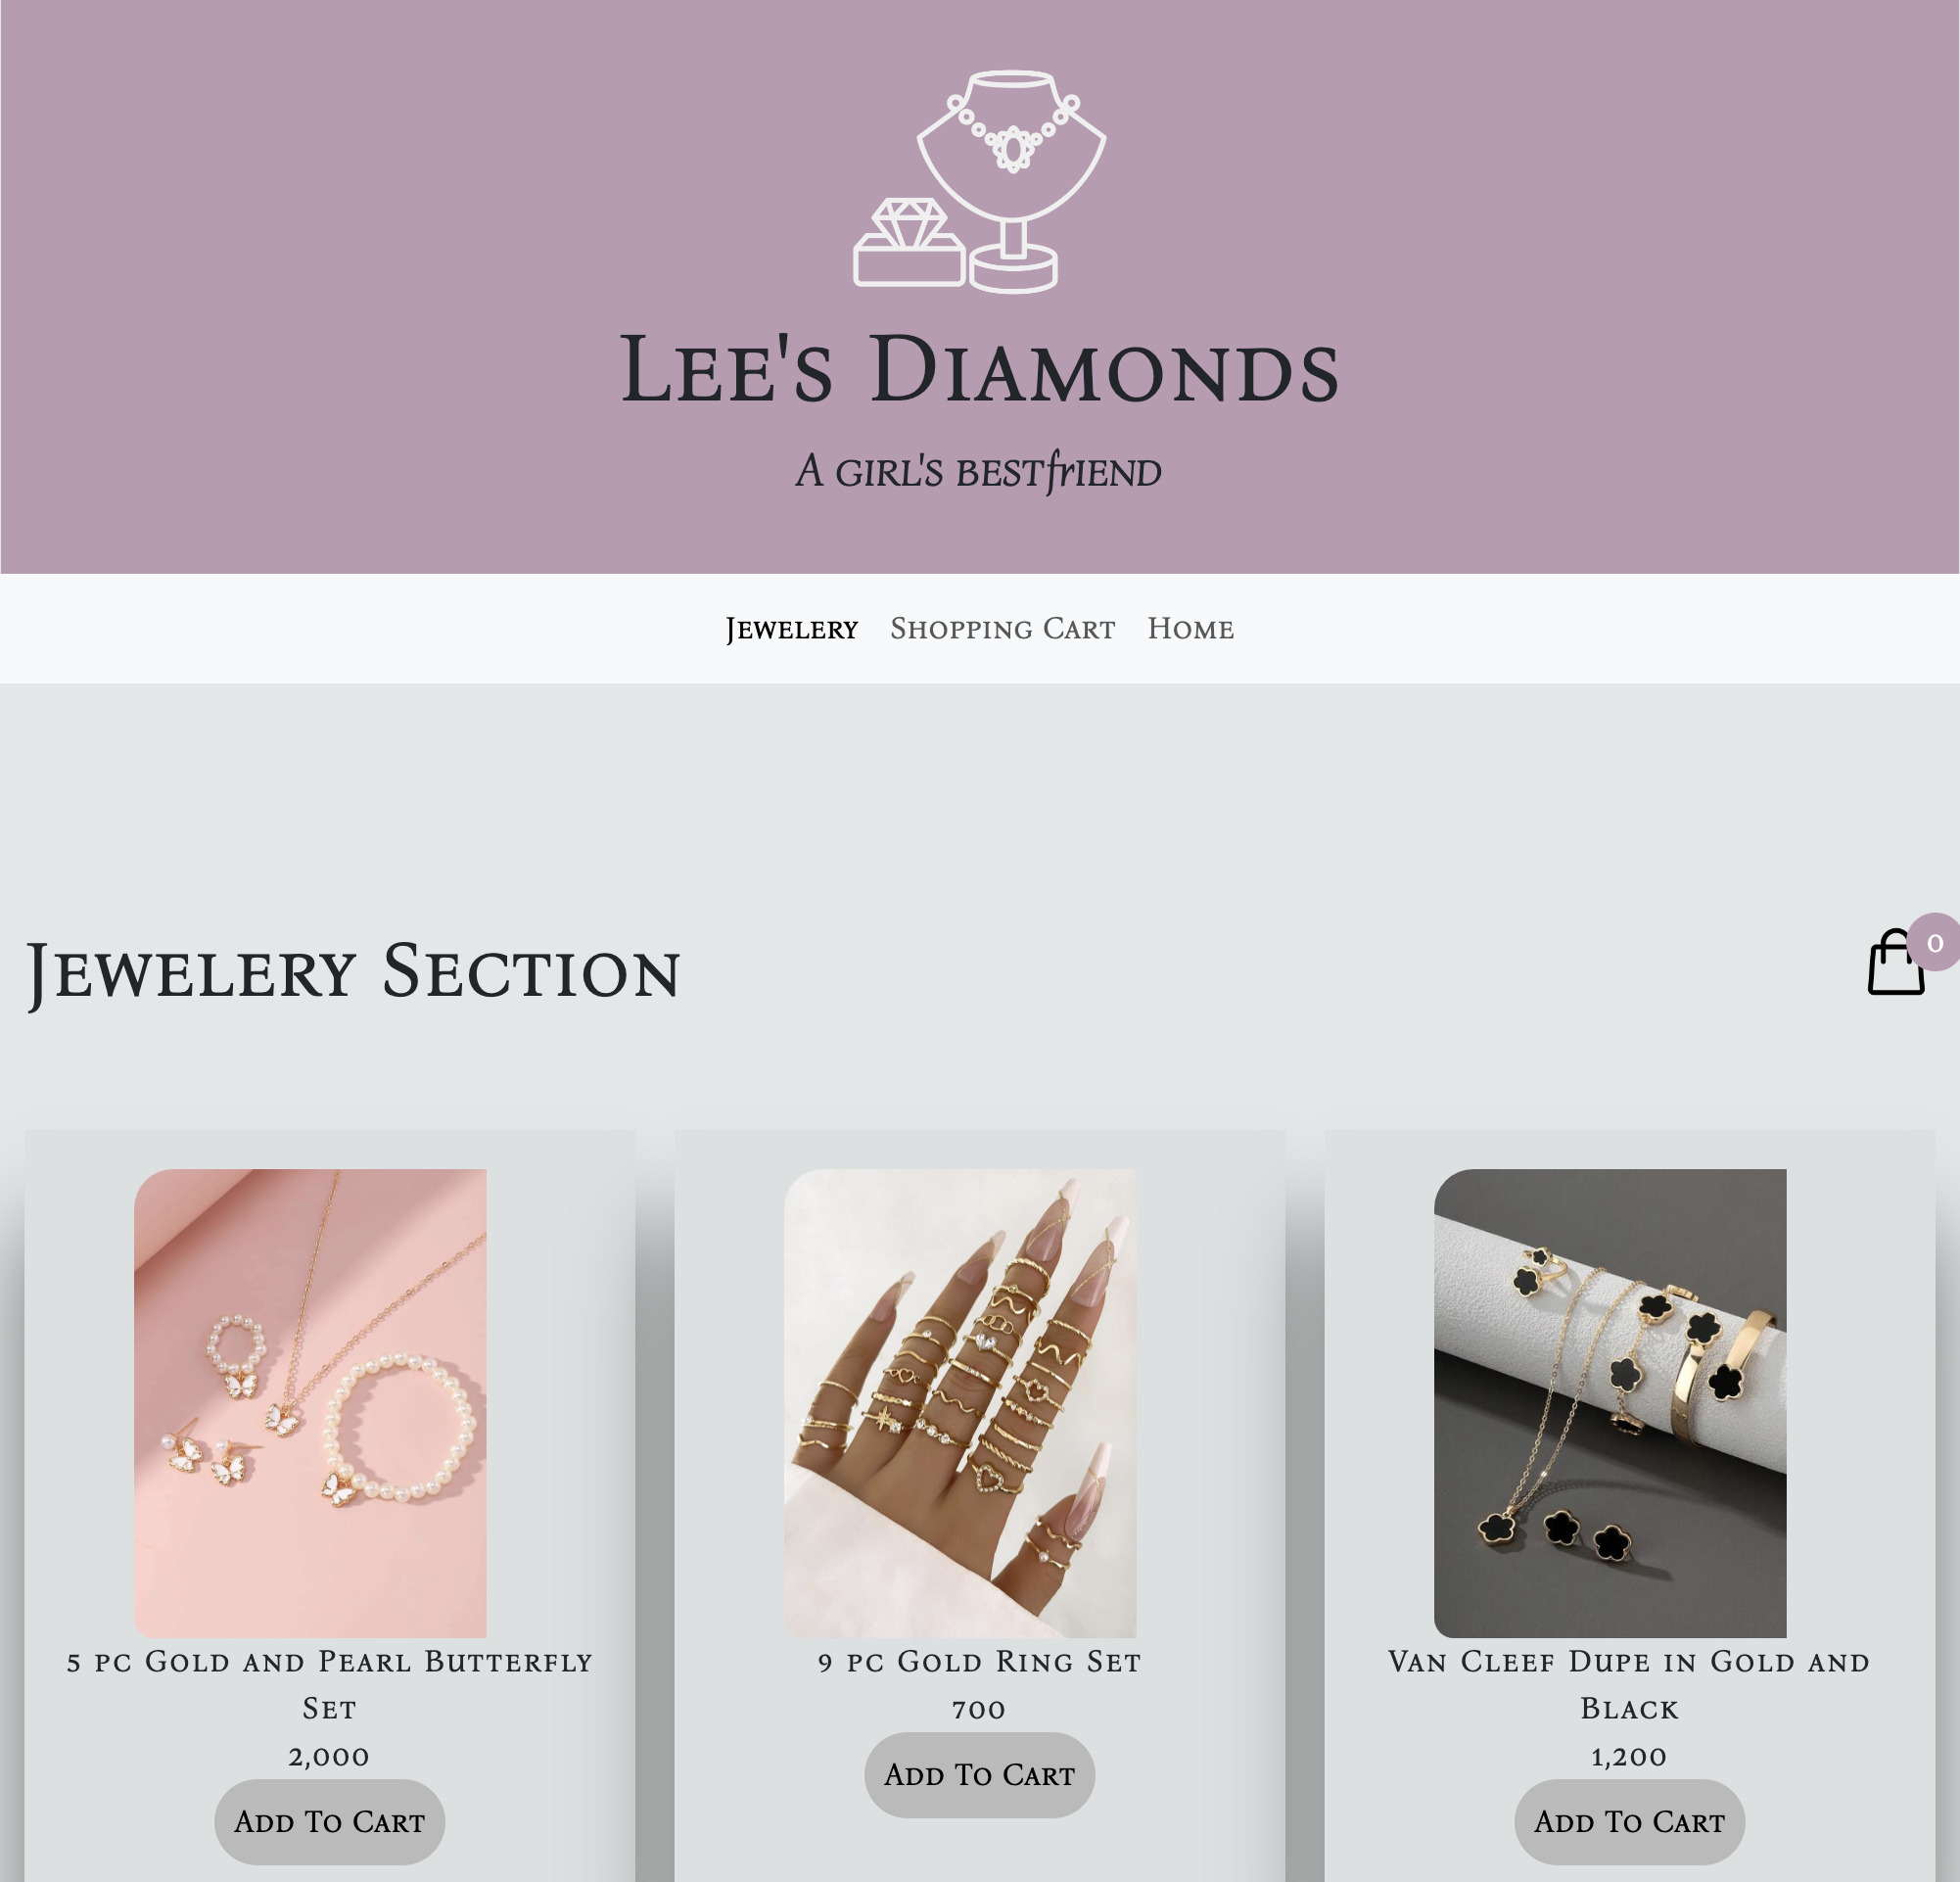 Lee's Diamonds
A girl's bestfriend
Jewelery Shopping Cart Home
Jewelery Section
0
5 pc Gold and Pearl Butterfly
Set
2,000
Add To Cart
9 pc Gold Ring Set
700
Add To Cart
Van Cleef Dupe in Gold and
Black
1,200
Add To Cart